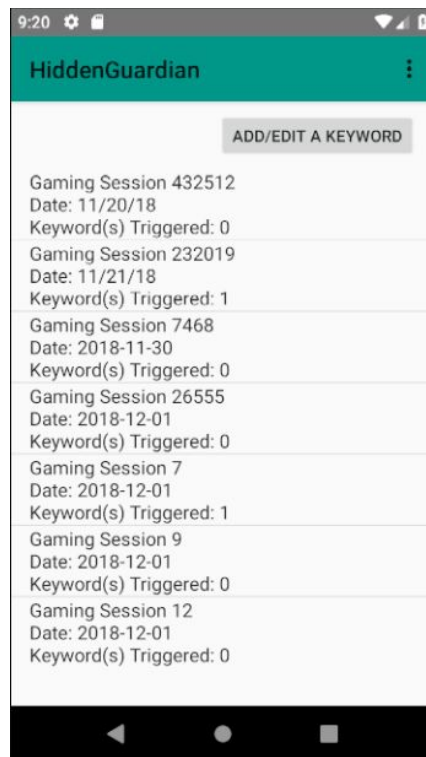 9:20
HiddenGuardian
ADD/EDIT A KEYWORD
Gaming Session 432512
Date: 11/20/18
Keyword(s) Triggered: 0
Gaming Session 232019
Date: 11/21/18
Keyword(s) Triggered: 1
Gaming Session 7468
Date: 2018-11-30
Keyword(s) Triggered: 0
Gaming Session 26555
Date: 2018-12-01
Keyword(s) Triggered: 0
Gaming Session 7
Date: 2018-12-01
Keyword(s) Triggered: 1
Gaming Session 9
Date: 2018-12-01
Keyword(s) Triggered: 0
Gaming Session 12
Date: 2018-12-01
Keyword(s) Triggered: 0